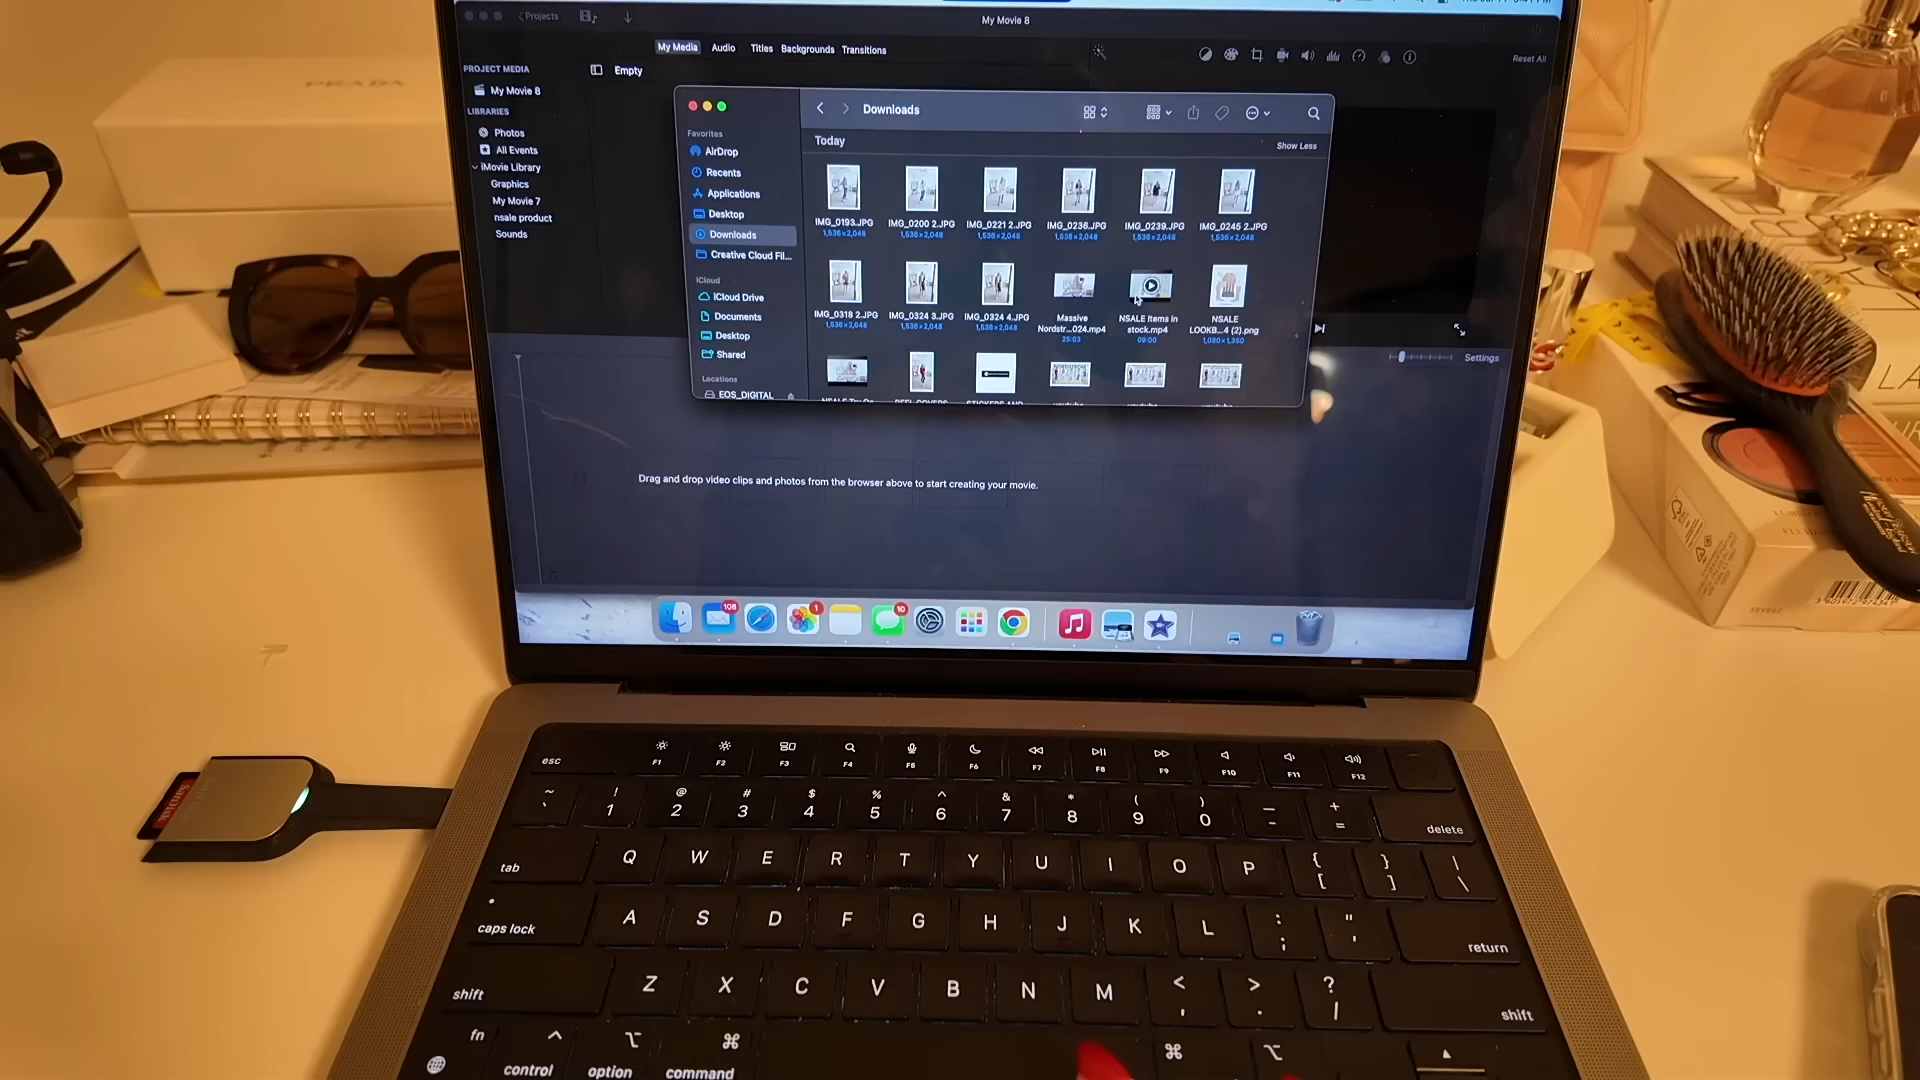 Projects
My Movie 8
My Media
Audio
Titles
Backgrounds
Transitions
Reset All
PROJECT MEDIA
My Movie 8
LIBRARIES
Photos
All Events
iMovie Library
Graphics
My Movie 7
nsale product
Sounds
Empty
Downloads
Favorites
AirDrop
Recents
Applications
Desktop
Downloads
Creative Cloud Fil...
iCloud
iCloud Drive
Documents
Desktop
Shared
Locations
EOS_DIGITAL
Today
Show Less
IMG_0193.JPG
1,536×2,048
IMG_0200 2.JPG
1,536×2,048
IMG_0221 2.JPG
1,536×2,048
IMG_0236.JPG
1,536×2,048
IMG_0239.JPG
1,536×2,048
IMG_0245 2.JPG
1,536×2,048
IMG_0318 2.JPG
1,536×2,048
IMG_0324 3.JPG
1,536×2,048
IMG_0324 4.JPG
1,536×2,048
Massive
Nordstr...024.mp4
25:03
NSALE Items in
stock.mp4
09:00
NSALE
LOOKB...4 (2).png
1,080×1,350
Settings
Drag and drop video clips and photos from the browser above to start creating your movie.
108
1
10
PRADA
SanDisk
esc F1 F2 F3 F4 F5 F6 F7 F8 F9 F10 F11 F12
~ ! @ # $ % ^ & * ( ) — +
` 1 2 3 4 5 6 7 8 9 0 - = delete
tab Q W E R T Y U I O P { [ } ] | \
caps lock A S D F G H J K L : ; " ' return
shift Z X C V B N M < , > . ? / shift
fn control option command